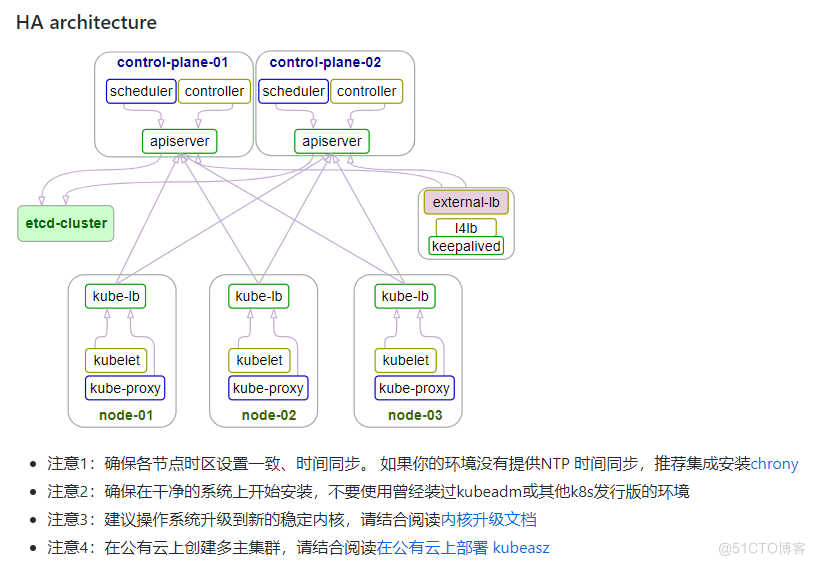 HA architecture
control-plane-01
control-plane-02
scheduler
controller
scheduler
controller
apiserver
apiserver
etcd-cluster
external-lb
l4lb
keepalived
kube-lb
kube-lb
kube-lb
kubelet
kubelet
kubelet
kube-proxy
kube-proxy
kube-proxy
node-01
node-02
node-03
注意1：确保各节点时区设置一致、时间同步。 如果你的环境没有提供NTP 时间同步，推荐集成安装chrony
注意2：确保在干净的系统上开始安装，不要使用曾经装过kubeadm或其他k8s发行版的环境
注意3：建议操作系统升级到新的稳定内核，请结合阅读内核升级文档
注意4：在公有云上创建多主集群，请结合阅读在公有云上部署 kubeasz
@51CTO博客